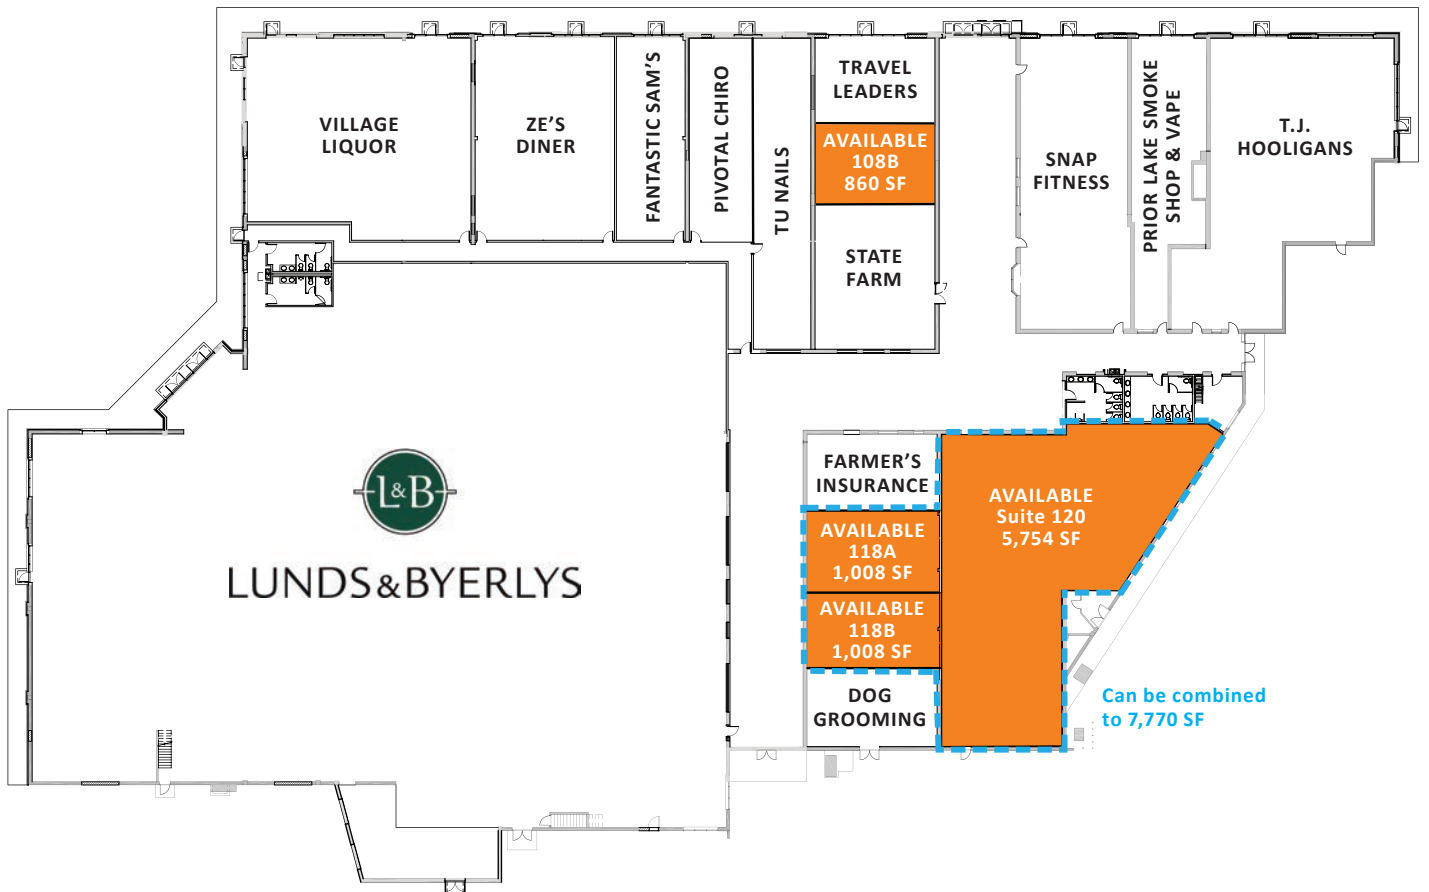 VILLAGE
LIQUOR
ZE'S
DINER
FANTASTIC SAM'S
PIVOTAL CHIRO
TU NAILS
TRAVEL
LEADERS
AVAILABLE
108B
860 SF
STATE
FARM
SNAP
FITNESS
PRIOR LAKE SMOKE
SHOP & VAPE
T.J.
HOOLIGANS
L&B
LUNDS & BYERLYS
FARMER'S
INSURANCE
AVAILABLE
118A
1,008 SF
AVAILABLE
118B
1,008 SF
DOG
GROOMING
AVAILABLE
Suite 120
5,754 SF
Can be combined
to 7,770 SF